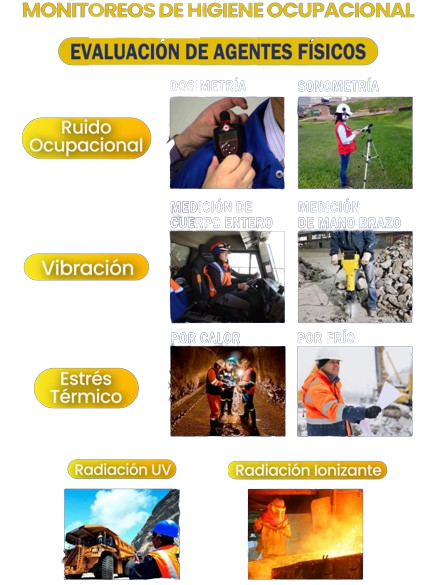 MONITOREOS DE HIGIENE OCUPACIONAL
EVALUACIÓN DE AGENTES FÍSICOS
DOSIMETRÍA
SONOMETRÍA
Ruido
Ocupacional
MEDICIÓN DE
CUERPO ENTERO
MEDICIÓN
DE MANO BRAZO
Vibración
POR CALOR
POR FRÍO
Estrés
Térmico
Radiación UV
Radiación Ionizante